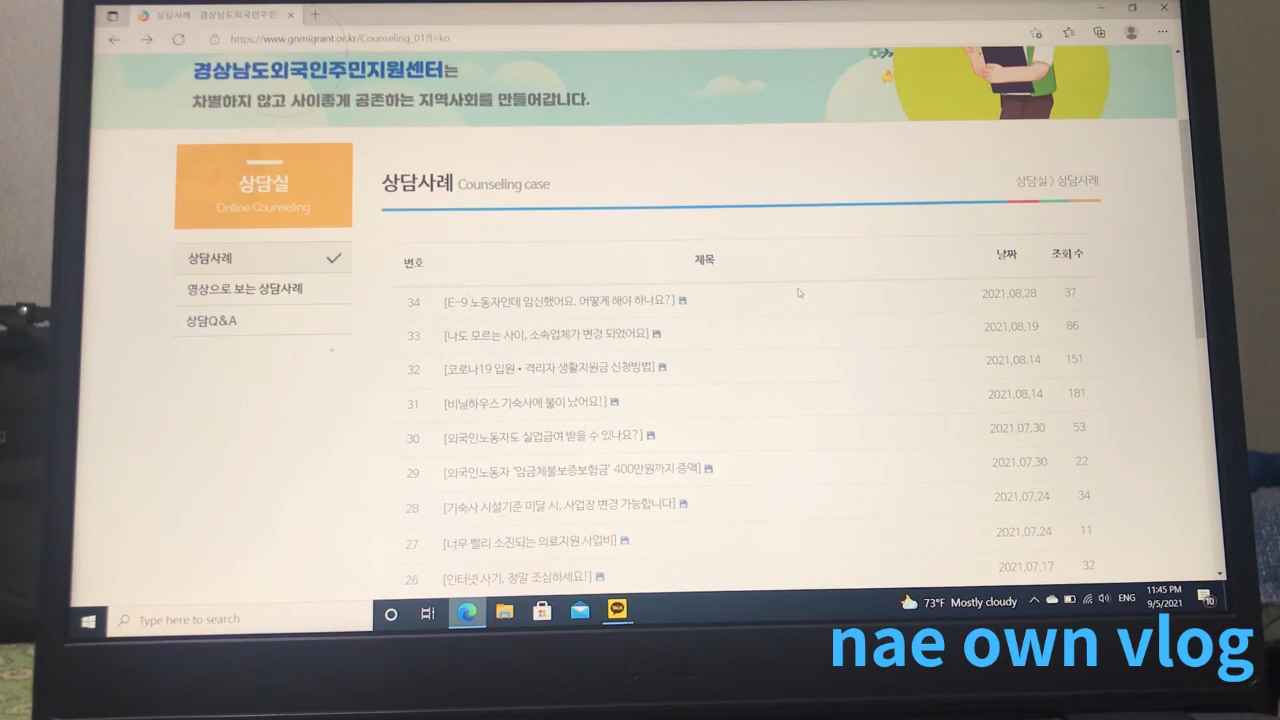 상담사례 - 경상남도외국인주민
https://www.gnmigrant.or.kr/Counseling_01?l=ko
경상남도외국인주민지원센터는
차별하지 않고 사이좋게 공존하는 지역사회를 만들어갑니다.
상담실
Online Counseling
상담사례
영상으로 보는 상담사례
상담Q&A
상담사례 Counseling case
상담실 > 상담사례
번호 제목 날짜 조회 수
34 [E-9 노동자인데 임신했어요. 어떻게 해야 하나요?] 2021.08.28 37
33 [나도 모르는 사이, 소속업체가 변경 되었어요] 2021.08.19 86
32 [코로나19 입원 • 격리자 생활지원금 신청방법] 2021.08.14 151
31 [비닐하우스 기숙사에 불이 났어요!] 2021.08.14 181
30 [외국인노동자도 실업급여 받을 수 있나요?] 2021.07.30 53
29 [외국인노동자 '임금체불보증보험금' 400만원까지 증액] 2021.07.30 22
28 [기숙사 시설기준 미달 시, 사업장 변경 가능합니다] 2021.07.24 34
27 [너무 빨리 소진되는 의료지원 사업비] 2021.07.24 11
26 [인터넷 사기, 정말 조심하세요!] 2021.07.17 32
Type here to search
TALK
73°F Mostly cloudy
ENG
11:45 PM
9/5/2021
10
nae own vlog